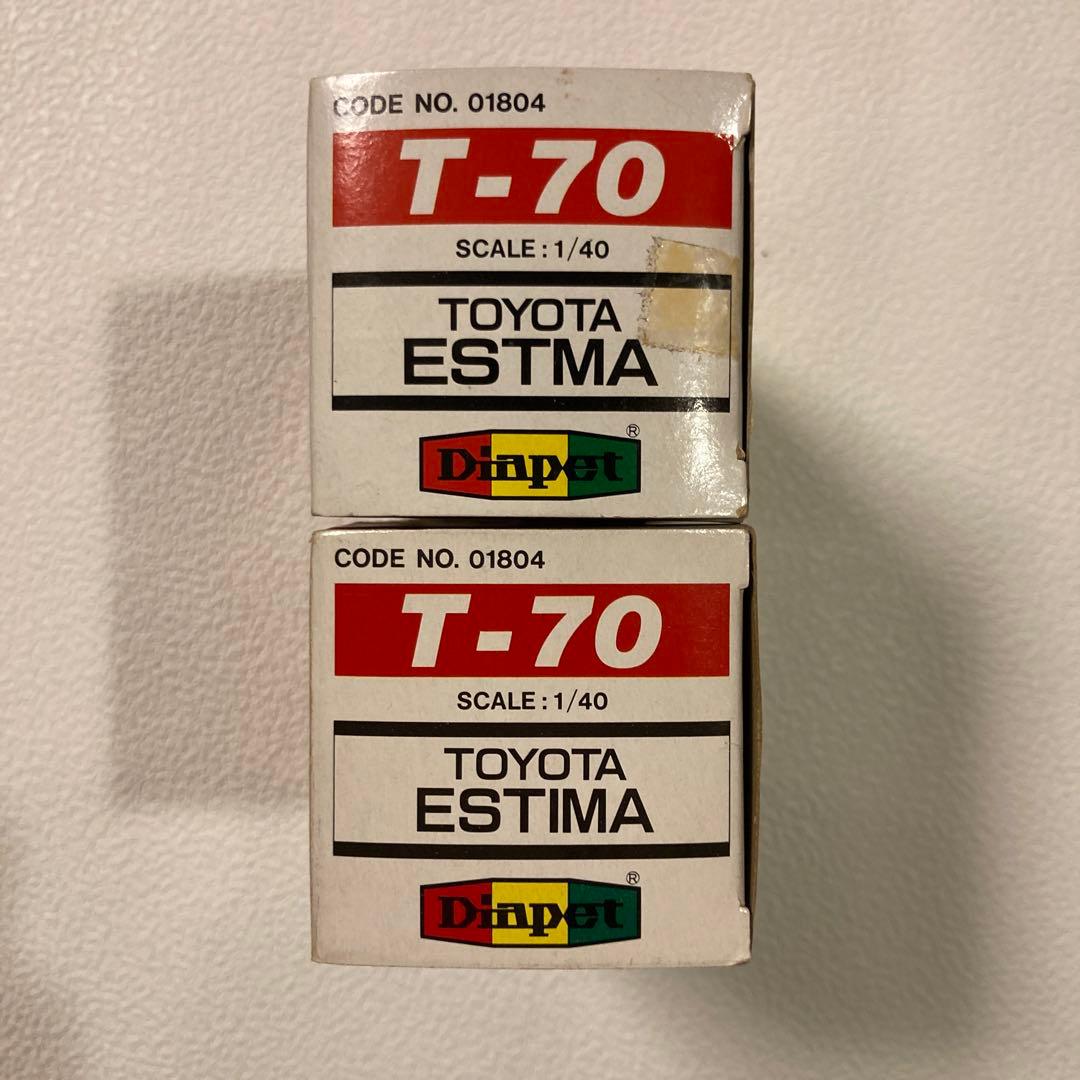 CODE NO. 01804
T-70
SCALE : 1/40
TOYOTA
ESTMA
Diapet ®
CODE NO. 01804
T-70
SCALE : 1/40
TOYOTA
ESTIMA
Diapet ®